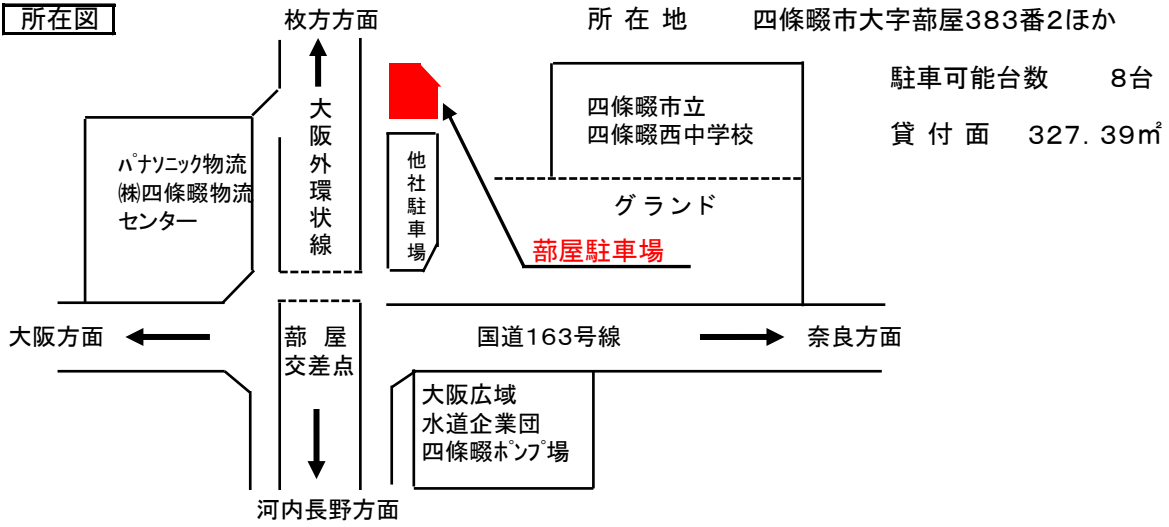 所在図
枚方方面
所 在 地 四條畷市大字蔀屋383番2ほか
駐車可能台数 8台
貸 付 面 327. 39㎡
大阪外環状線
四條畷市立
四條畷西中学校
パナソニック物流
㈱四條畷物流
センター
他社駐車場
グランド
蔀屋駐車場
大阪方面
蔀 屋
交差点
国道163号線
奈良方面
大阪広域
水道企業団
四條畷ポンプ場
河内長野方面